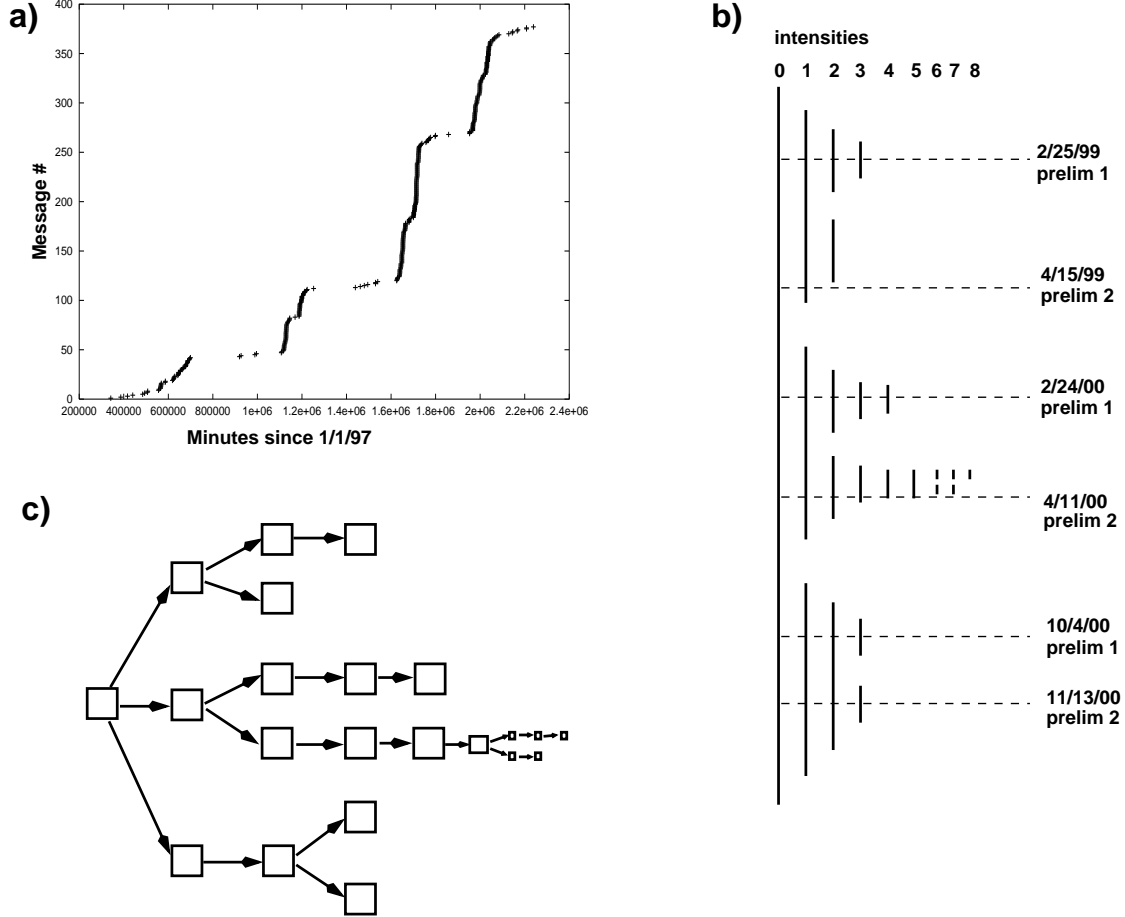 a)
400
350
300
250
200
150
100
50
0
Message #
200000 400000 600000 800000 1e+06 1.2e+06 1.4e+06 1.6e+06 1.8e+06 2e+06 2.2e+06 2.4e+06
Minutes since 1/1/97
b)
intensities
0 1 2 3 4 5 6 7 8
2/25/99
prelim 1
4/15/99
prelim 2
2/24/00
prelim 1
4/11/00
prelim 2
10/4/00
prelim 1
11/13/00
prelim 2
c)